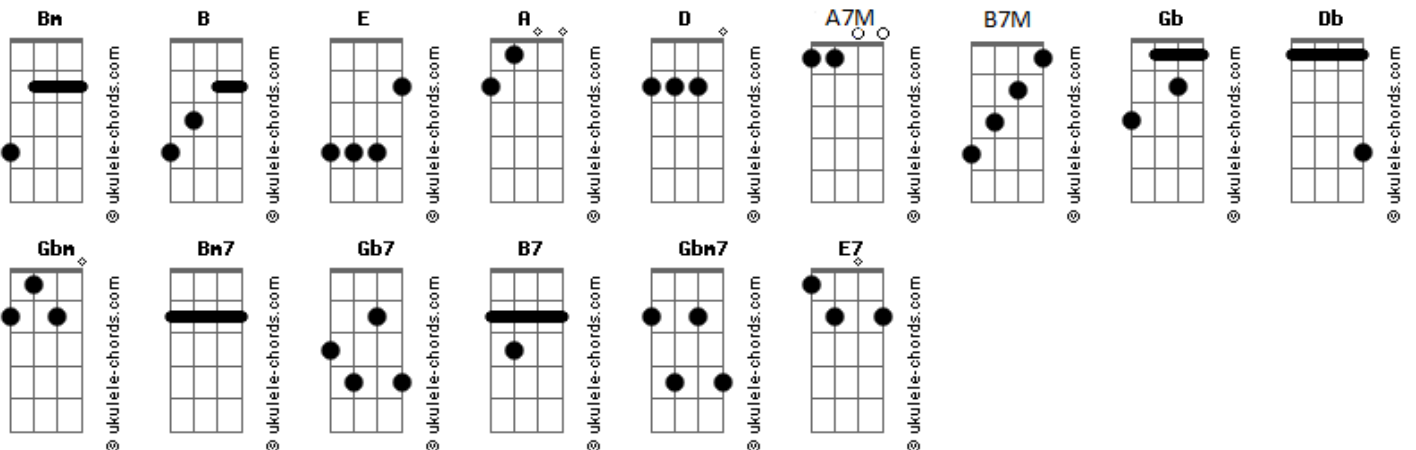 Bm B E A D A7M B7M Gb Db
© ukulele-chords.com © ukulele-chords.com © ukulele-chords.com © ukulele-chords.com © ukulele-chords.com © ukulele-chords.com © ukulele-chords.com © ukulele-chords.com © ukulele-chords.com
Gbm Bm7 Gb7 B7 Gbm7 E7
© ukulele-chords.com © ukulele-chords.com © ukulele-chords.com © ukulele-chords.com © ukulele-chords.com © ukulele-chords.com